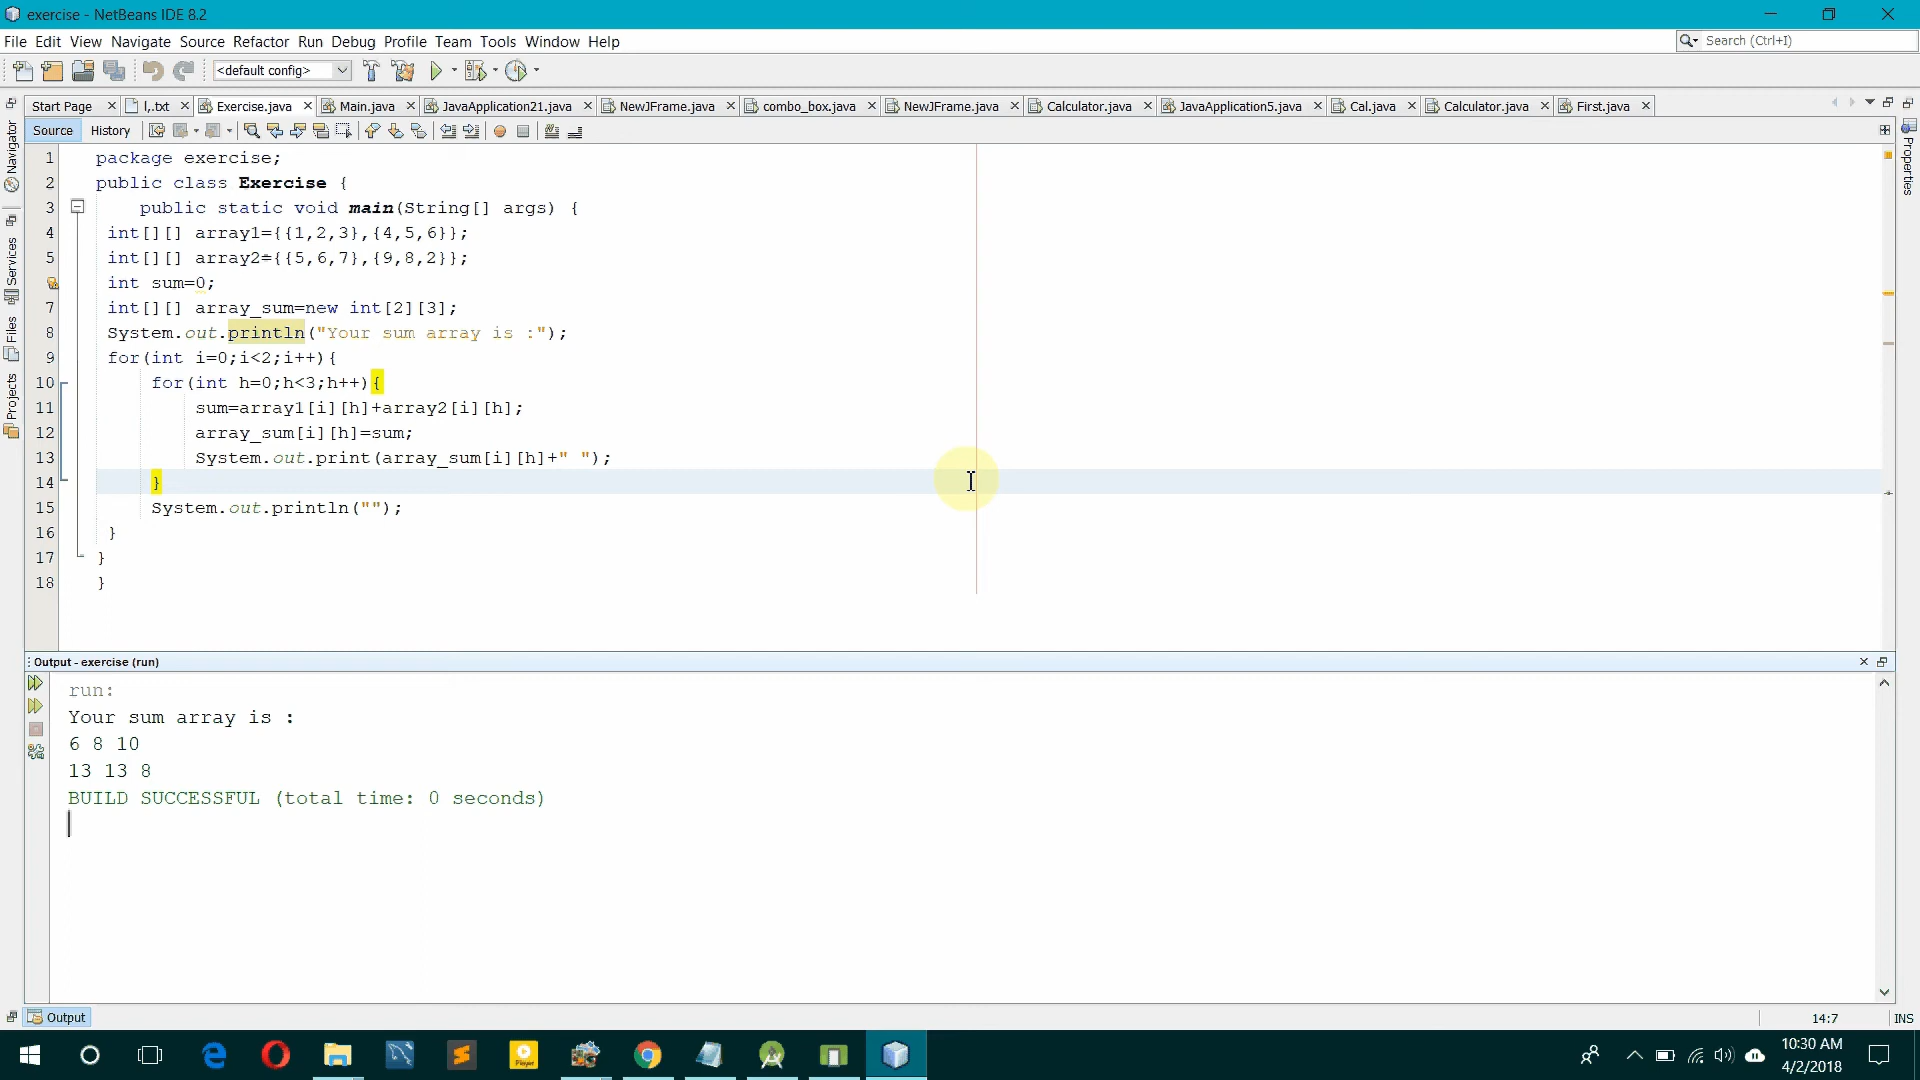 exercise - NetBeans IDE 8.2
File Edit View Navigate Source Refactor Run Debug Profile Team Tools Window Help
Search (Ctrl+I)
<default config>
Start Page l,.txt Exercise.java Main.java JavaApplication21.java NewJFrame.java combo_box.java NewJFrame.java Calculator.java JavaApplication5.java Cal.java Calculator.java First.java
Source History
Navigator
Services
Files
Projects
Properties
1 package exercise;
2 public class Exercise {
3 public static void main(String[] args) {
4 int[][] array1={{1,2,3},{4,5,6}};
5 int[][] array2={{5,6,7},{9,8,2}};
int sum=0;
7 int[][] array_sum=new int[2][3];
8 System.out.println("Your sum array is :");
9 for(int i=0;i<2;i++){
10 for(int h=0;h<3;h++){
11 sum=array1[i][h]+array2[i][h];
12 array_sum[i][h]=sum;
13 System.out.print(array_sum[i][h]+" ");
14 }
15 System.out.println("");
16 }
17 }
18 }
Output - exercise (run)
run:
Your sum array is :
6 8 10
13 13 8
BUILD SUCCESSFUL (total time: 0 seconds)
Output
14:7 INS
Player
10:30 AM
4/2/2018